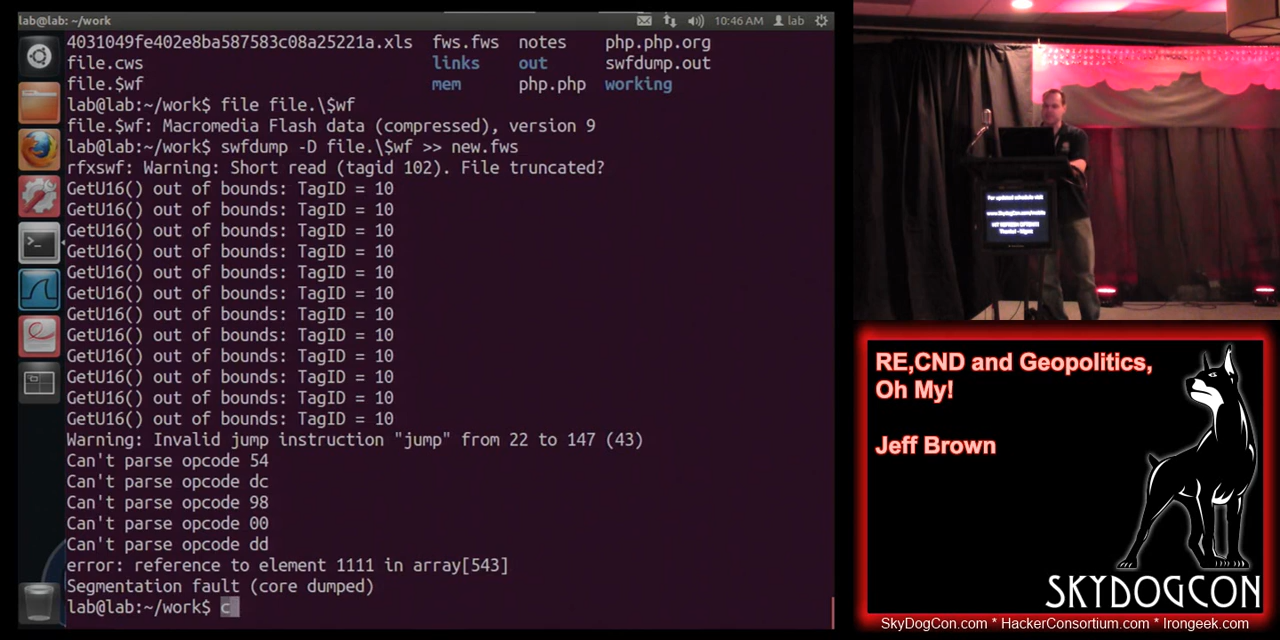 lab@lab: ~/work
10:46 AM
lab
4031049fe402e8ba587583c08a25221a.xls fws.fws notes php.php.org
file.cws links out swfdump.out
file.$wf mem php.php working
lab@lab:~/work$ file file.\$wf
file.$wf: Macromedia Flash data (compressed), version 9
lab@lab:~/work$ swfdump -D file.\$wf >> new.fws
rfxswf: Warning: Short read (tagid 102). File truncated?
GetU16() out of bounds: TagID = 10
GetU16() out of bounds: TagID = 10
GetU16() out of bounds: TagID = 10
GetU16() out of bounds: TagID = 10
GetU16() out of bounds: TagID = 10
GetU16() out of bounds: TagID = 10
GetU16() out of bounds: TagID = 10
GetU16() out of bounds: TagID = 10
GetU16() out of bounds: TagID = 10
GetU16() out of bounds: TagID = 10
GetU16() out of bounds: TagID = 10
GetU16() out of bounds: TagID = 10
Warning: Invalid jump instruction "jump" from 22 to 147 (43)
Can't parse opcode 54
Can't parse opcode dc
Can't parse opcode 98
Can't parse opcode 00
Can't parse opcode dd
error: reference to element 1111 in array[543]
Segmentation fault (core dumped)
lab@lab:~/work$ c
For updated schedule visit
RE,CND and Geopolitics,
Oh My!
Jeff Brown
SKYDOGCON
SkyDogCon.com * HackerConsortium.com * Irongeek.com